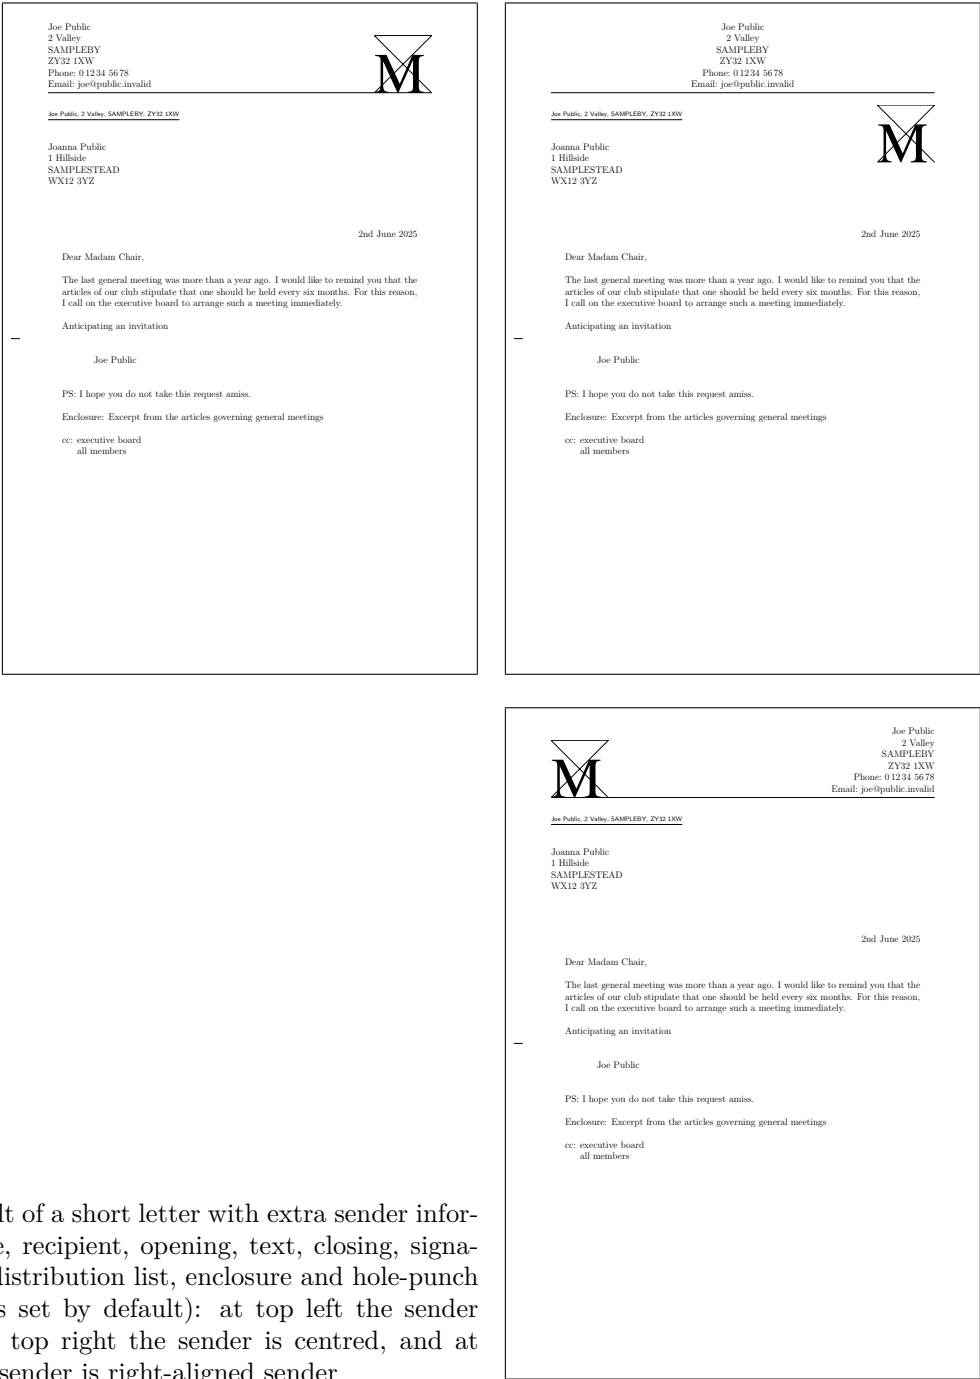 Joe Public
2 Valley
SAMPLEBY
ZY32 1XW
Phone: 0 12 34 56 78
Email: joe@public.invalid
M
Joe Public, 2 Valley, SAMPLEBY, ZY32 1XW
Joanna Public
1 Hillside
SAMPLESTEAD
WX12 3YZ
2nd June 2025
Dear Madam Chair,
The last general meeting was more than a year ago. I would like to remind you that the
articles of our club stipulate that one should be held every six months. For this reason,
I call on the executive board to arrange such a meeting immediately.
Anticipating an invitation
Joe Public
PS: I hope you do not take this request amiss.
Enclosure: Excerpt from the articles governing general meetings
cc: executive board
all members
Joe Public
2 Valley
SAMPLEBY
ZY32 1XW
Phone: 0 12 34 56 78
Email: joe@public.invalid
Joe Public, 2 Valley, SAMPLEBY, ZY32 1XW
M
Joanna Public
1 Hillside
SAMPLESTEAD
WX12 3YZ
2nd June 2025
Dear Madam Chair,
The last general meeting was more than a year ago. I would like to remind you that the
articles of our club stipulate that one should be held every six months. For this reason,
I call on the executive board to arrange such a meeting immediately.
Anticipating an invitation
Joe Public
PS: I hope you do not take this request amiss.
Enclosure: Excerpt from the articles governing general meetings
cc: executive board
all members
Joe Public
2 Valley
SAMPLEBY
ZY32 1XW
Phone: 0 12 34 56 78
Email: joe@public.invalid
M
Joe Public, 2 Valley, SAMPLEBY, ZY32 1XW
Joanna Public
1 Hillside
SAMPLESTEAD
WX12 3YZ
2nd June 2025
Dear Madam Chair,
The last general meeting was more than a year ago. I would like to remind you that the
articles of our club stipulate that one should be held every six months. For this reason,
I call on the executive board to arrange such a meeting immediately.
Anticipating an invitation
Joe Public
PS: I hope you do not take this request amiss.
Enclosure: Excerpt from the articles governing general meetings
cc: executive board
all members
of a short letter with extra sender infor-
recipient, opening, text, closing, signa-
distribution list, enclosure and hole-punch
set by default): at top left the sender
top right the sender is centred, and at
sender is right-aligned sender